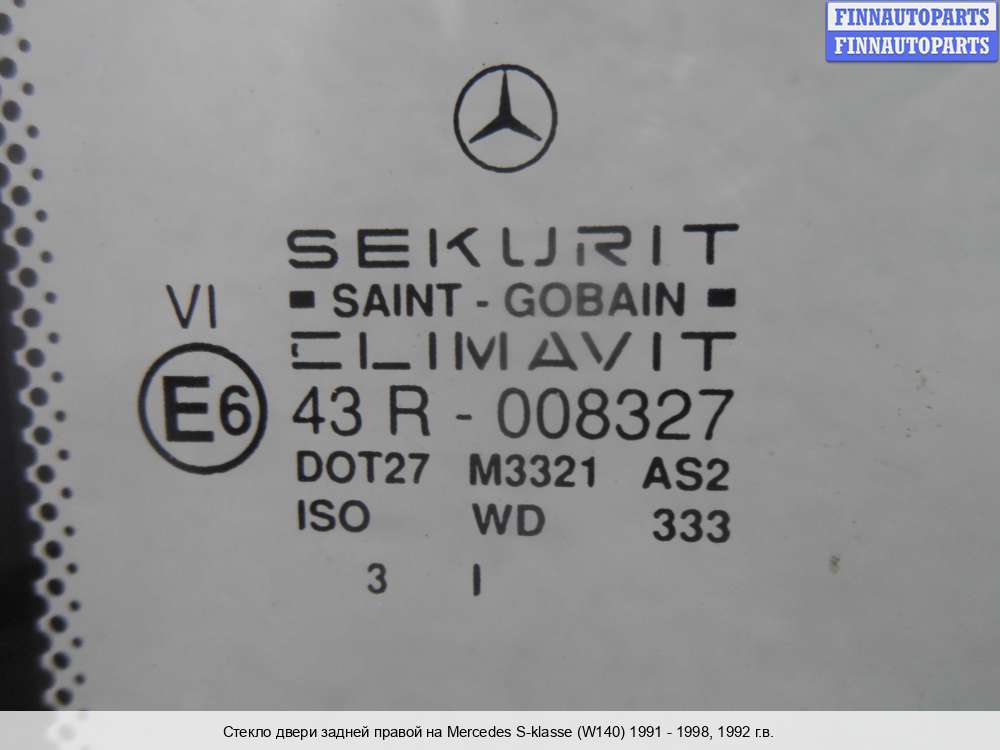 FINNAUTOPARTS
FINNAUTOPARTS
SEKURIT
SAINT - GOBAIN
CLIMAVIT
VI
E6
43 R - 008327
DOT27 M3321 AS2
ISO WD 333
3 I
Стекло двери задней правой на Mercedes S-klasse (W140) 1991 - 1998, 1992 г.в.